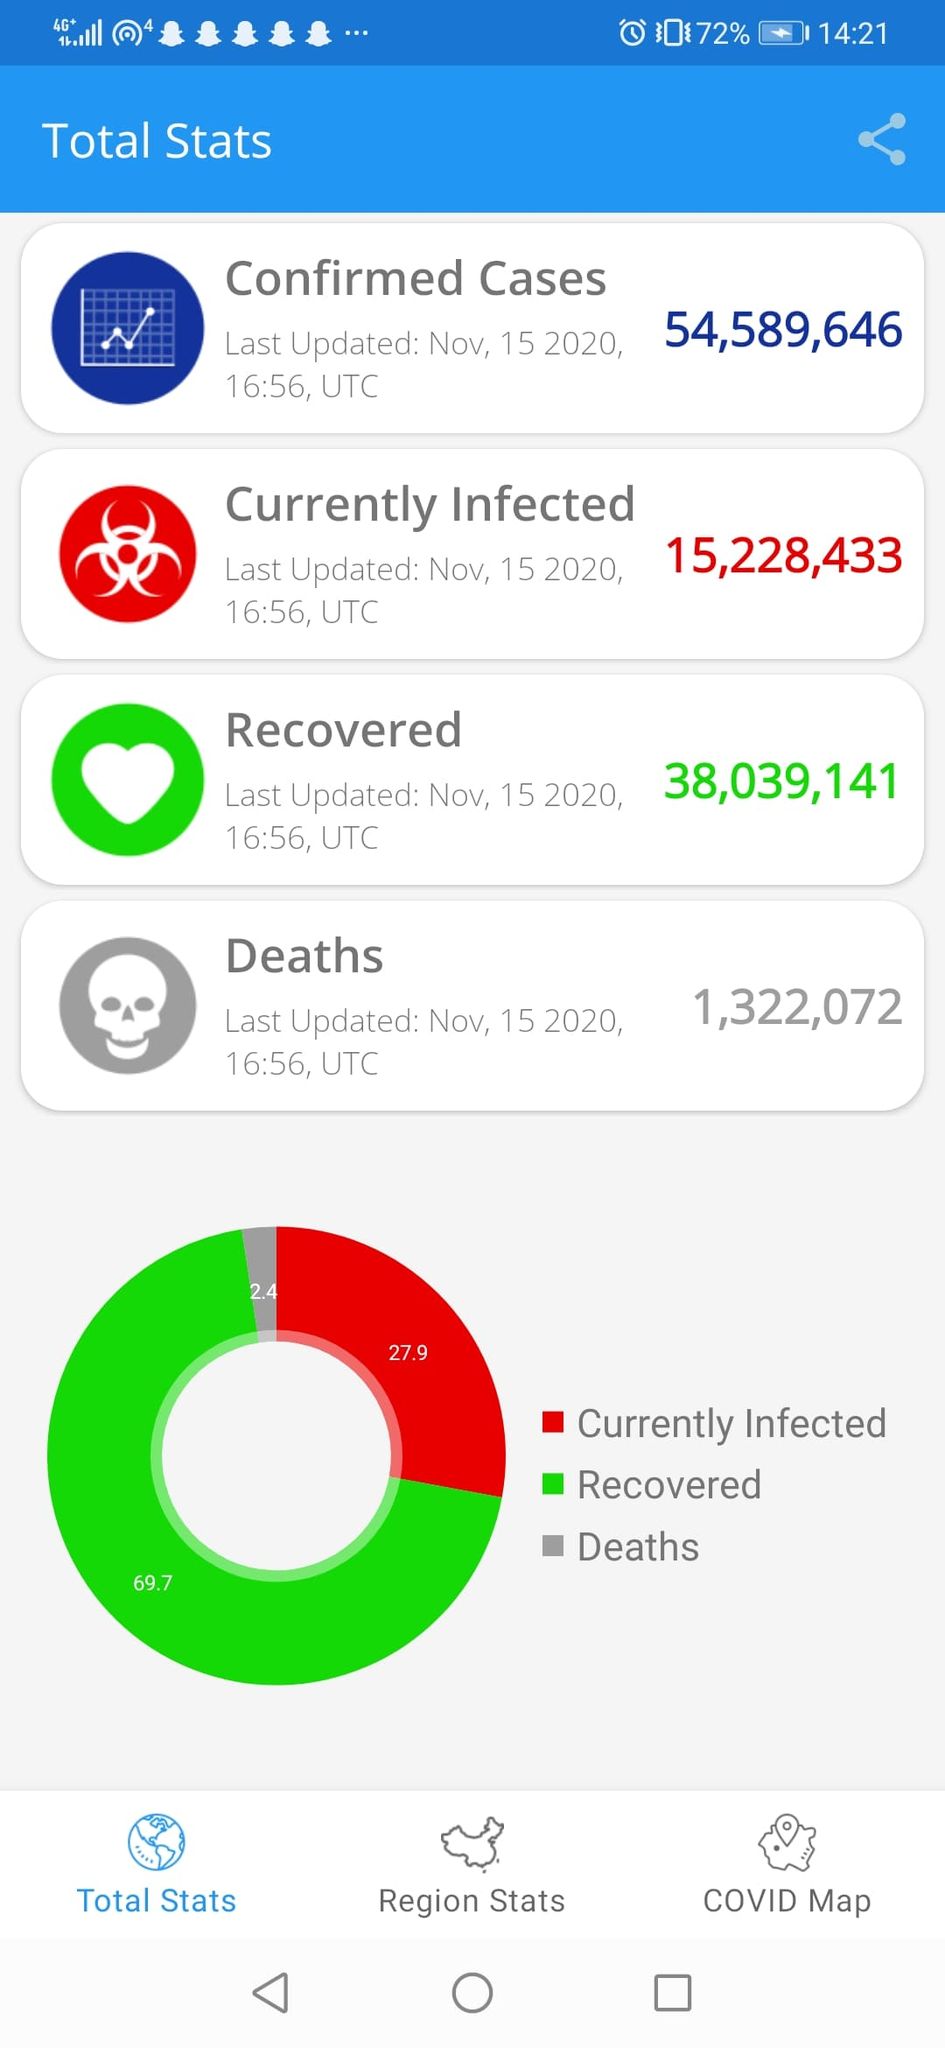 4G+ 4 72% 14:21
Total Stats
Confirmed Cases
Last Updated: Nov, 15 2020,
16:56, UTC
54,589,646
Currently Infected
Last Updated: Nov, 15 2020,
16:56, UTC
15,228,433
Recovered
Last Updated: Nov, 15 2020,
16:56, UTC
38,039,141
Deaths
Last Updated: Nov, 15 2020,
16:56, UTC
1,322,072
2.4
27.9
69.7
Currently Infected
Recovered
Deaths
Total Stats
Region Stats
COVID Map